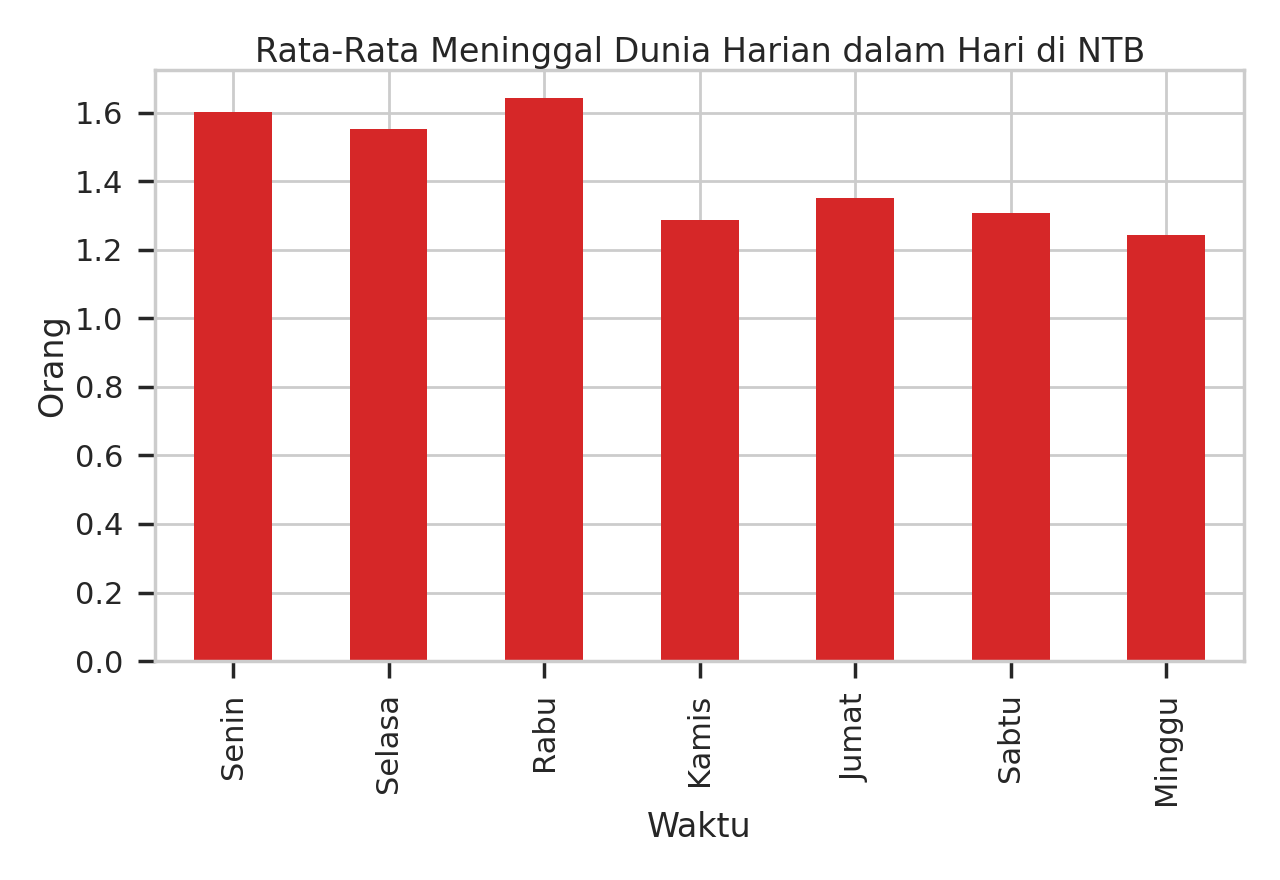 Rata-Rata Meninggal Dunia Harian dalam Hari di NTB
Orang
1.6
1.4
1.2
1.0
0.8
0.6
0.4
0.2
0.0
Senin
Selasa
Rabu
Kamis
Jumat
Sabtu
Minggu
Waktu